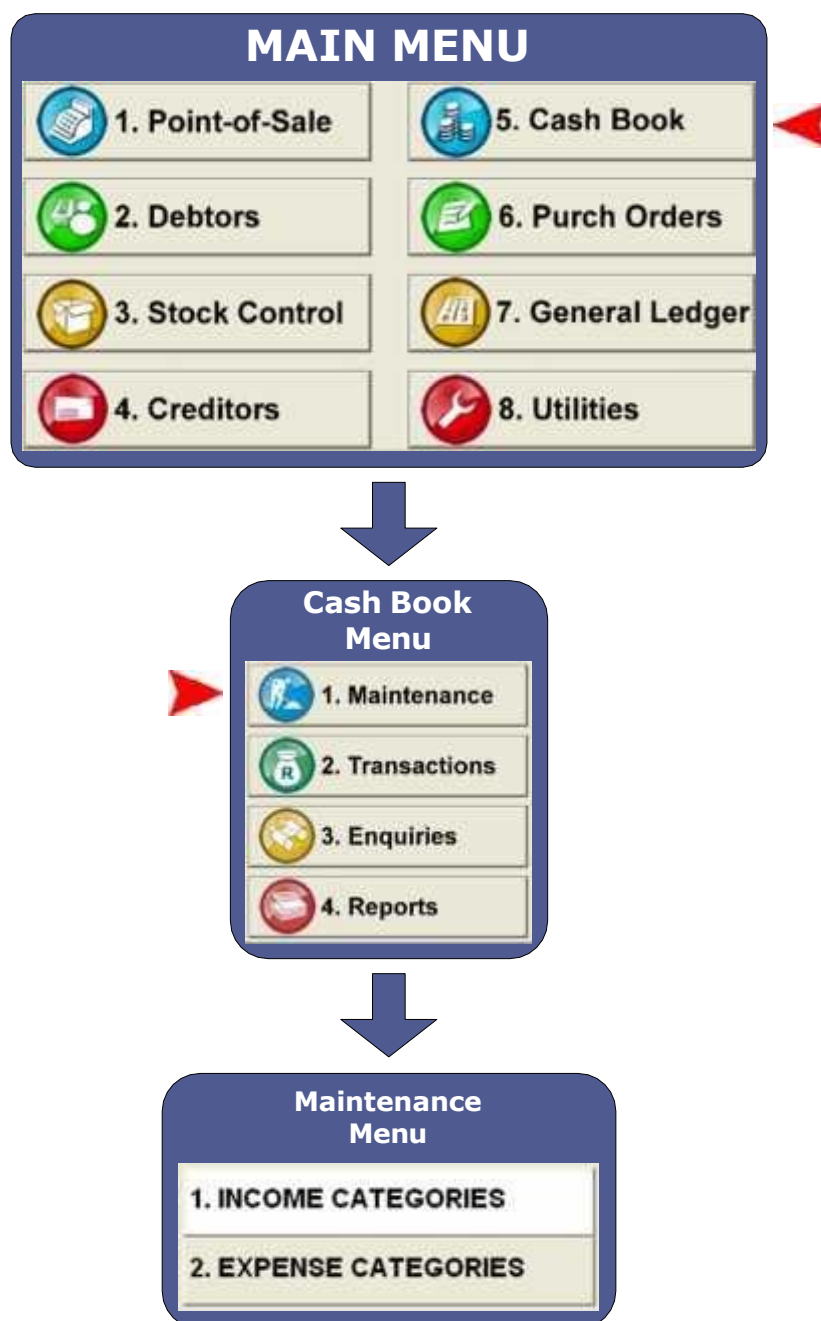 MAIN MENU
1. Point-of-Sale
5. Cash Book
2. Debtors
6. Purch Orders
3. Stock Control
7. General Ledger
4. Creditors
8. Utilities
Cash Book
Menu
1. Maintenance
R
2. Transactions
3. Enquiries
4. Reports
Maintenance
Menu
1. INCOME CATEGORIES
2. EXPENSE CATEGORIES